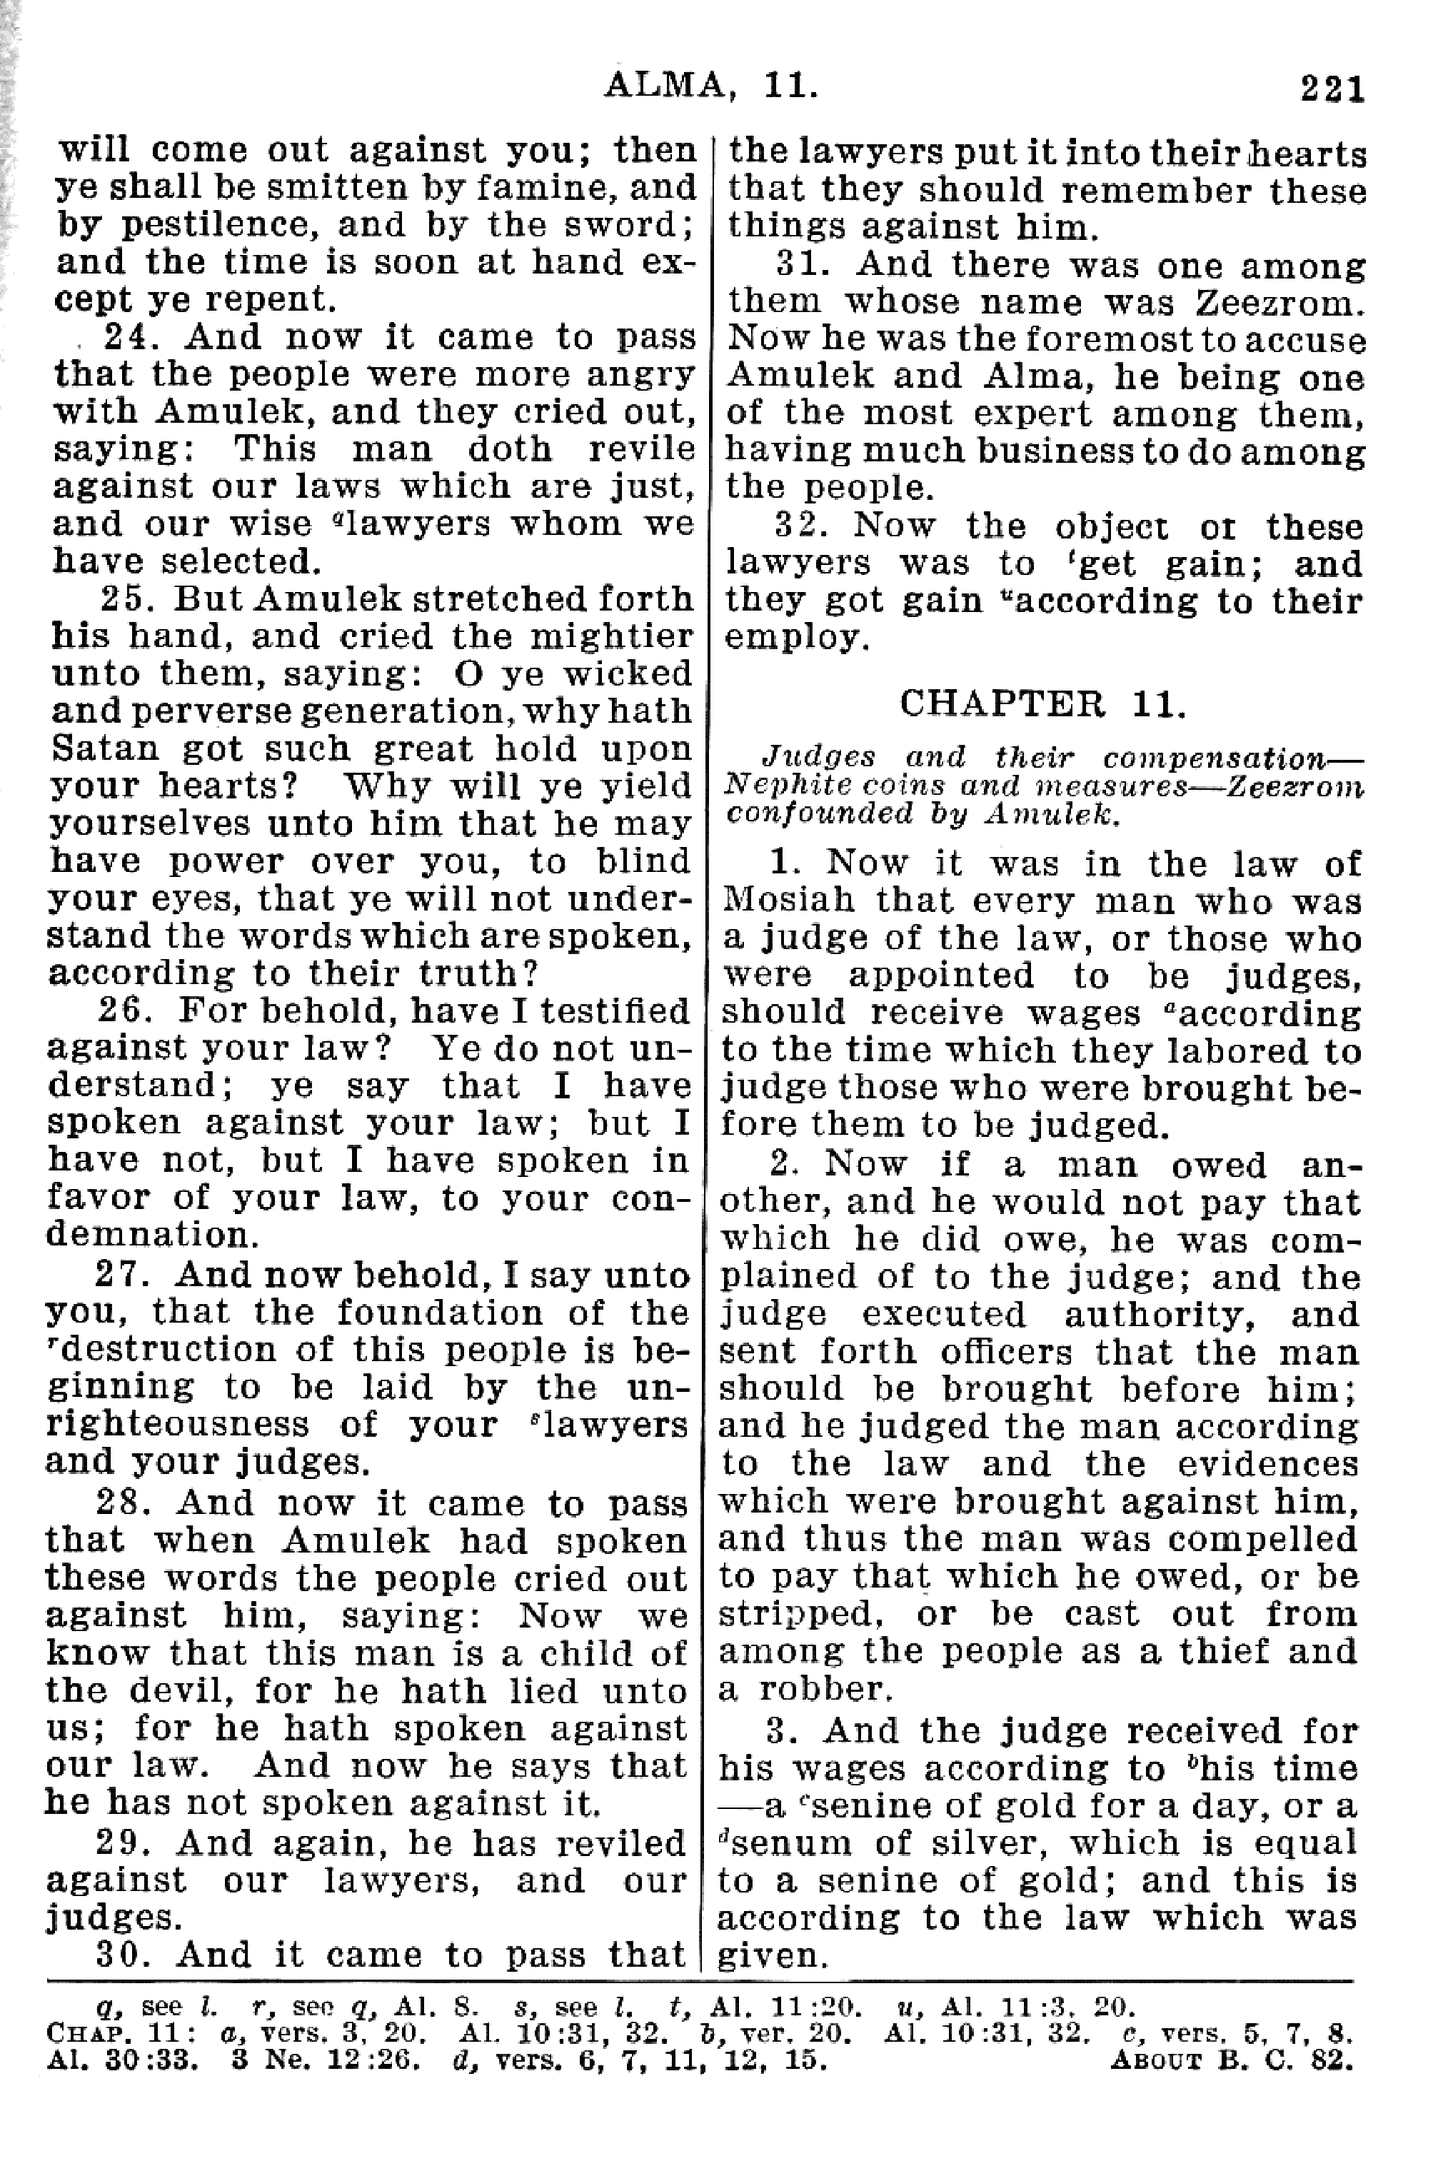 ALMA, 11.
221
will come out against you; then
ye shall be smitten by famine, and
by pestilence, and by the sword;
and the time is soon at hand ex-
cept ye repent.
24. And now it came to pass
that the people were more angry
with Amulek, and they cried out,
saying: This man doth revile
against our laws which are just,
and our wise qlawyers whom we
have selected.
25. But Amulek stretched forth
his hand, and cried the mightier
unto them, saying: O ye wicked
and perverse generation, why hath
Satan got such great hold upon
your hearts? Why will ye yield
yourselves unto him that he may
have power over you, to blind
your eyes, that ye will not under-
stand the words which are spoken,
according to their truth?
26. For behold, have I testified
against your law? Ye do not un-
derstand; ye say that I have
spoken against your law; but I
have not, but I have spoken in
favor of your law, to your con-
demnation.
27. And now behold, I say unto
you, that the foundation of the
rdestruction of this people is be-
ginning to be laid by the un-
righteousness of your slawyers
and your judges.
28. And now it came to pass
that when Amulek had spoken
these words the people cried out
against him, saying: Now we
know that this man is a child of
the devil, for he hath lied unto
us; for he hath spoken against
our law. And now he says that
he has not spoken against it.
29. And again, he has reviled
against our lawyers, and our
judges.
30. And it came to pass that
the lawyers put it into their hearts
that they should remember these
things against him.
31. And there was one among
them whose name was Zeezrom.
Now he was the foremost to accuse
Amulek and Alma, he being one
of the most expert among them,
having much business to do among
the people.
32. Now the object of these
lawyers was to tget gain; and
they got gain uaccording to their
employ.
CHAPTER 11.
Judges and their compensation—
Nephite coins and measures—Zeezrom
confounded by Amulek.
1. Now it was in the law of
Mosiah that every man who was
a judge of the law, or those who
were appointed to be judges,
should receive wages aaccording
to the time which they labored to
judge those who were brought be-
fore them to be judged.
2. Now if a man owed an-
other, and he would not pay that
which he did owe, he was com-
plained of to the judge; and the
judge executed authority, and
sent forth officers that the man
should be brought before him;
and he judged the man according
to the law and the evidences
which were brought against him,
and thus the man was compelled
to pay that which he owed, or be
stripped, or be cast out from
among the people as a thief and
a robber.
3. And the judge received for
his wages according to bhis time
—a csenine of gold for a day, or a
dsenum of silver, which is equal
to a senine of gold; and this is
according to the law which was
given.
q, see l. r, see q, Al. 8. s, see l. t, Al. 11:20. u, Al. 11:3, 20.
CHAP. 11: a, vers. 3, 20. Al. 10:31, 32. b, ver. 20. Al. 10:31, 32. c, vers. 5, 7, 8.
Al. 30:33. 3 Ne. 12:26. d, vers. 6, 7, 11, 12, 15. ABOUT B. C. 82.